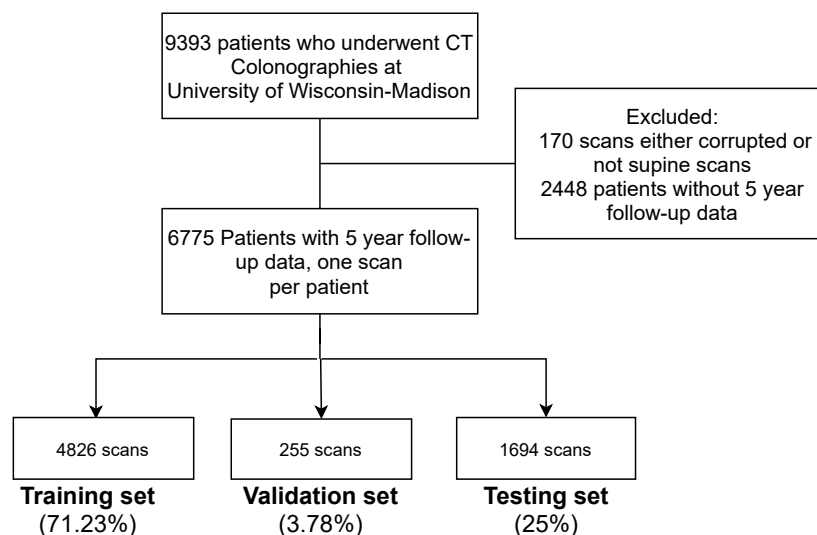 9393 patients who underwent CT
Colonographies at
University of Wisconsin-Madison
Excluded:
170 scans either corrupted or
not supine scans
2448 patients without 5 year
follow-up data
6775 Patients with 5 year follow-
up data, one scan
per patient
4826 scans
255 scans
1694 scans
Training set
(71.23%)
Validation set
(3.78%)
Testing set
(25%)